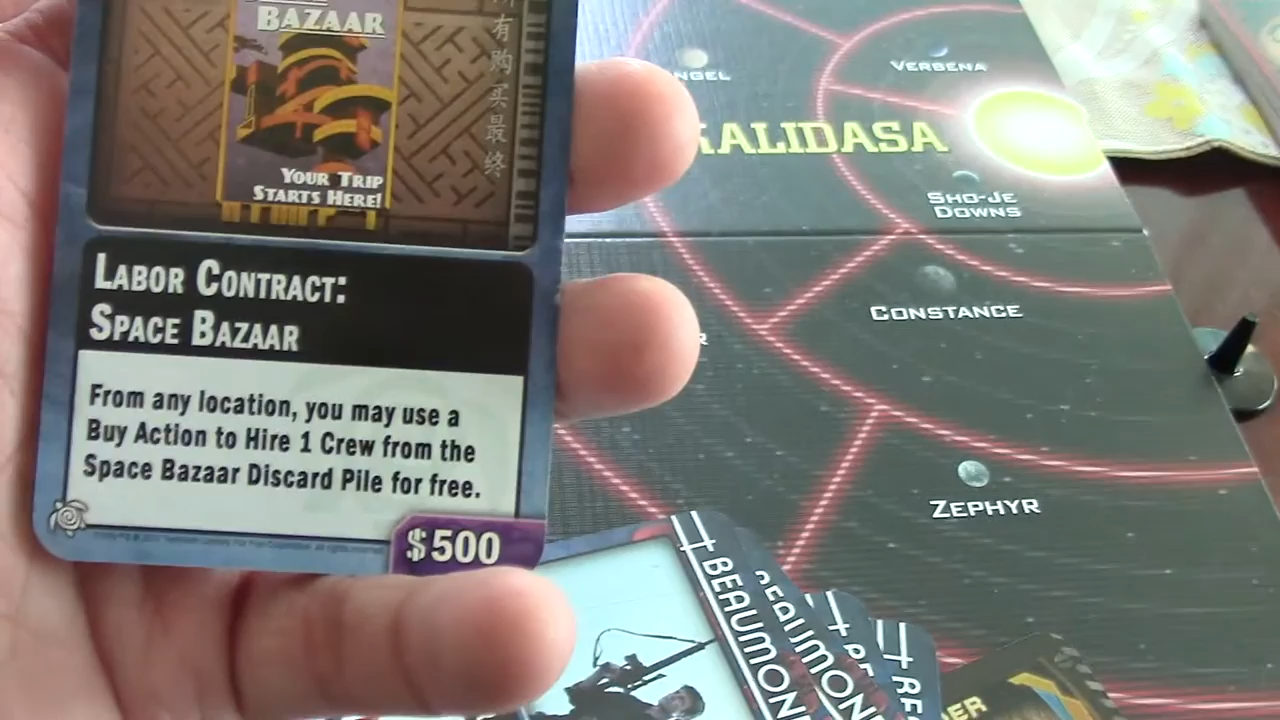 BAZAAR
有购买最终
YOUR TRIP
STARTS HERE!
LABOR CONTRACT:
SPACE BAZAAR
From any location, you may use a
Buy Action to Hire 1 Crew from the
Space Bazaar Discard Pile for free.
$500
VERBENA
KALIDASA
SHO-JE
DOWNS
CONSTANCE
ZEPHYR
BEAUMOND
BEAUMOND